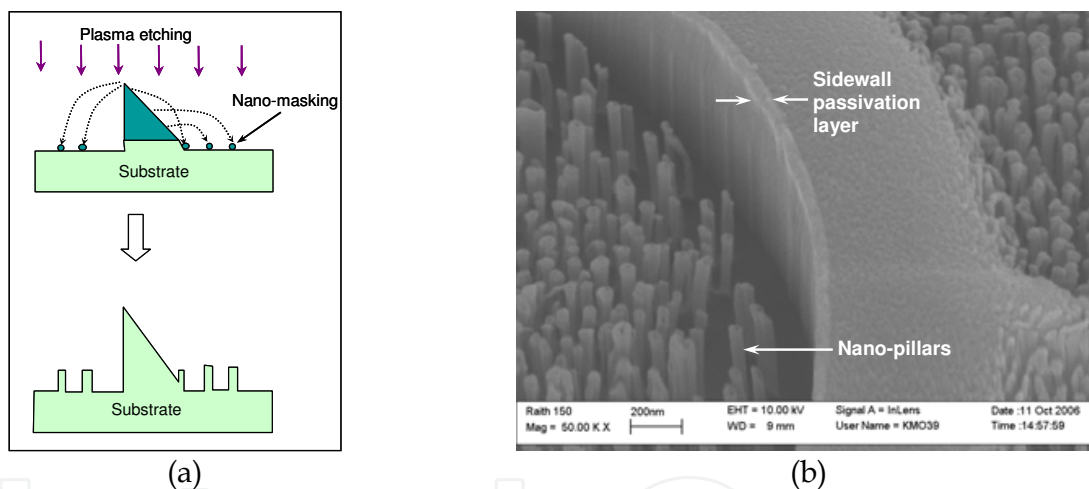 Plasma etching
Nano-masking
Substrate
Substrate
(a)
Sidewall
passivation
layer
Nano-pillars
Raith 150
Mag = 50.00 K X
200nm
EHT = 10.00 kV
WD = 9 mm
Signal A = InLens
User Name = KMO39
Date :11 Oct 2006
Time :14:57:59
(b)